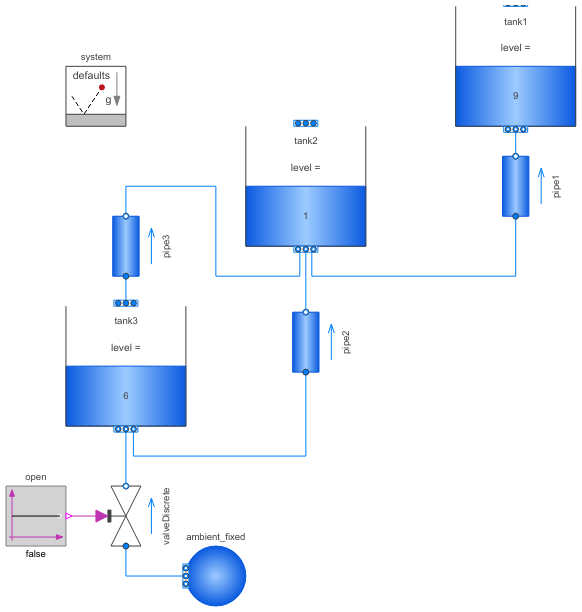 tank1
level =
9
system
defaults
g
tank2
level =
1
pipe1
pipe3
tank3
level =
6
pipe2
open
false
valveDiscrete
ambient_fixed